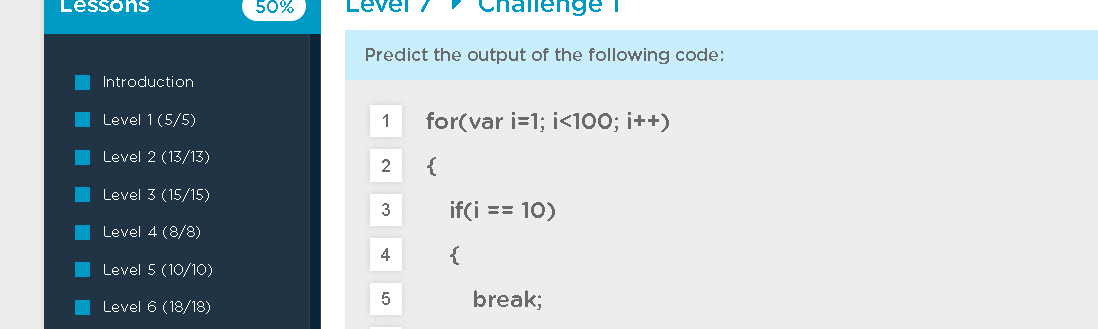 Lessons
50%
Introduction
Level 1 (5/5)
Level 2 (13/13)
Level 3 (15/15)
Level 4 (8/8)
Level 5 (10/10)
Level 6 (18/18)
Level 7 Challenge 1
Predict the output of the following code:
1 for(var i=1; i<100; i++)
2 {
3 if(i == 10)
4 {
5 break;